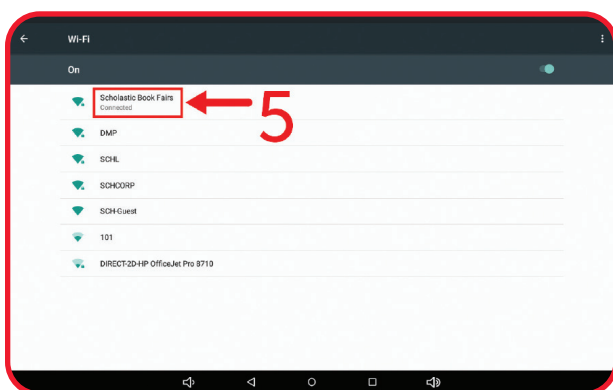 Wi-Fi
On
Scholastic Book Fairs
Connected
5
DMP
SCHL
SCHCORP
SCH-Guest
101
DIRECT-2D-HP OfficeJet Pro 8710